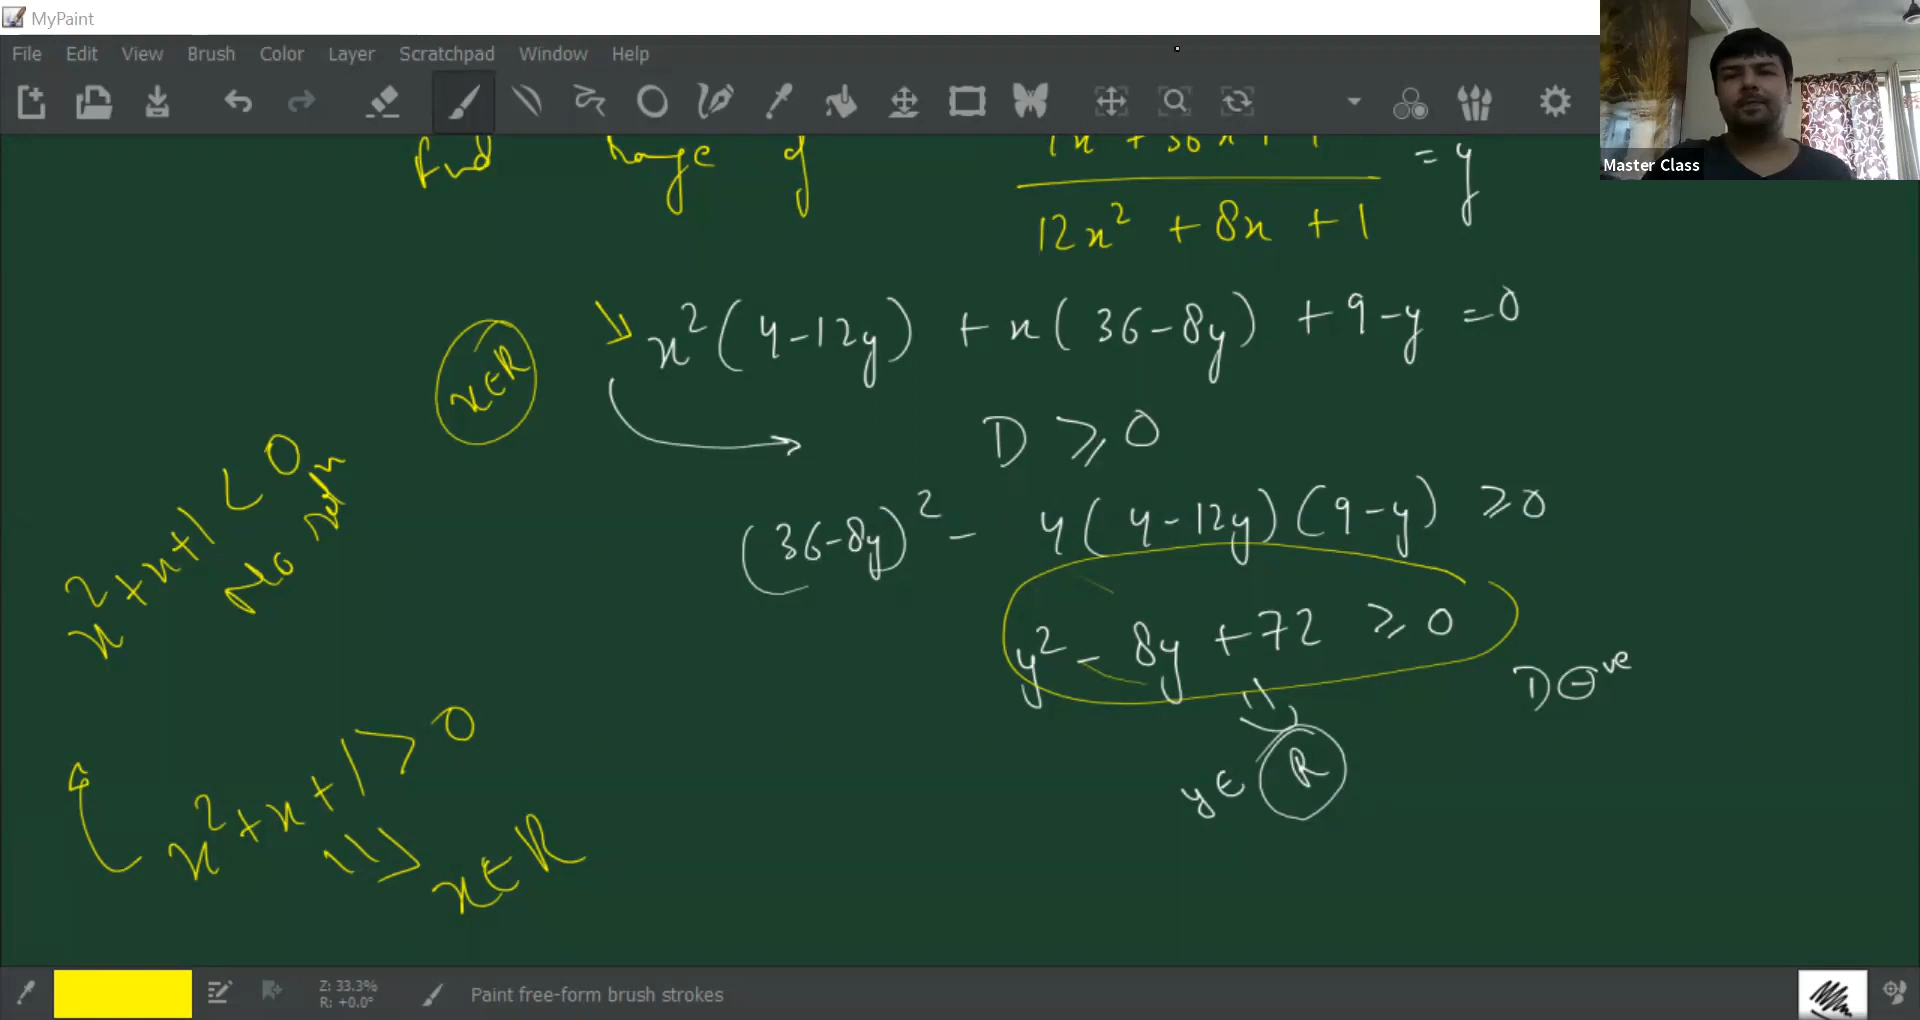 MyPaint
File Edit View Brush Color Layer Scratchpad Window Help
Master Class
find range of
= y
12x² + 8x + 1
x²(4-12y) + x(36-8y) + 9-y = 0
x∈R
D ≥ 0
x²+x+1 < 0
No
(36-8y)² - 4(4-12y)(9-y) ≥ 0
y² - 8y + 72 ≥ 0
D ⊖ve
y ∈ R
x²+x+1 > 0
x∈R
Z: 33.3%
R: +0.0°
Paint free-form brush strokes